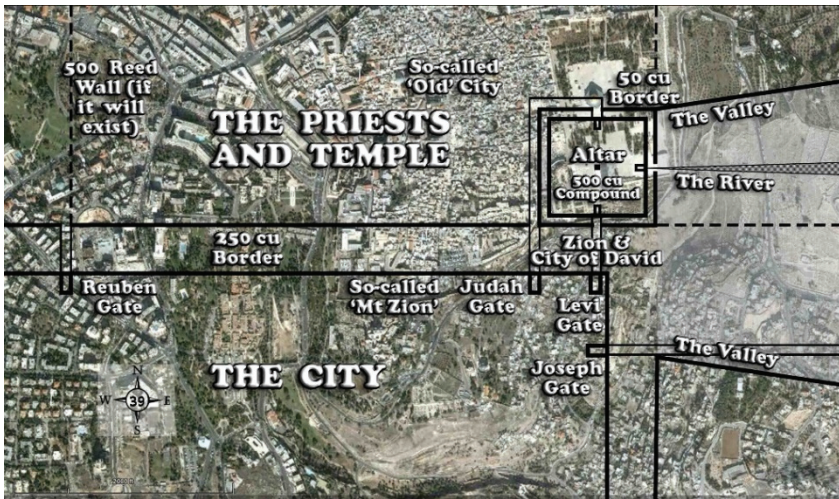 500 Reed
Wall (if
it will
exist)
So-called
'Old' City
50 cu
Border
THE PRIESTS
AND TEMPLE
The Valley
Altar
500 cu
Compound
The River
250 cu
Border
Zion &
City of David
Reuben
Gate
So-called
'Mt Zion'
Judah
Gate
Levi
Gate
Joseph
Gate
The Valley
THE CITY
N
W
39
E
S